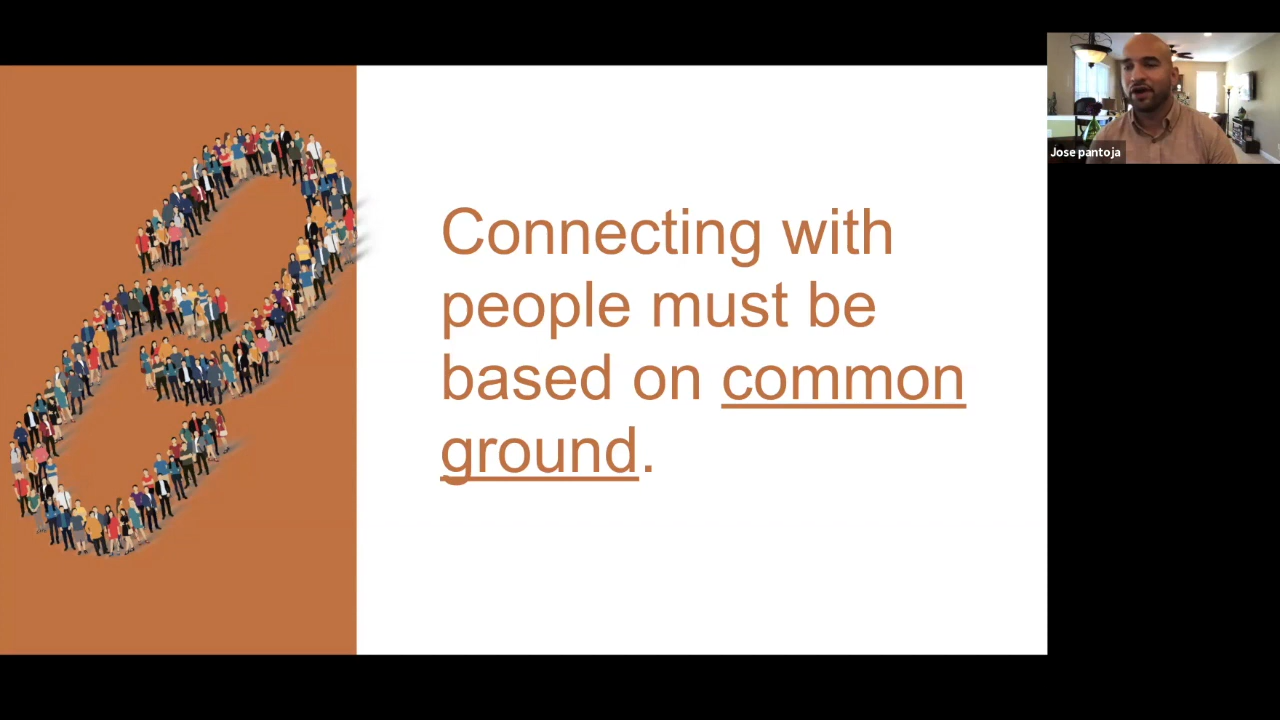 Connecting with
people must be
based on common
ground.
Jose pantoja